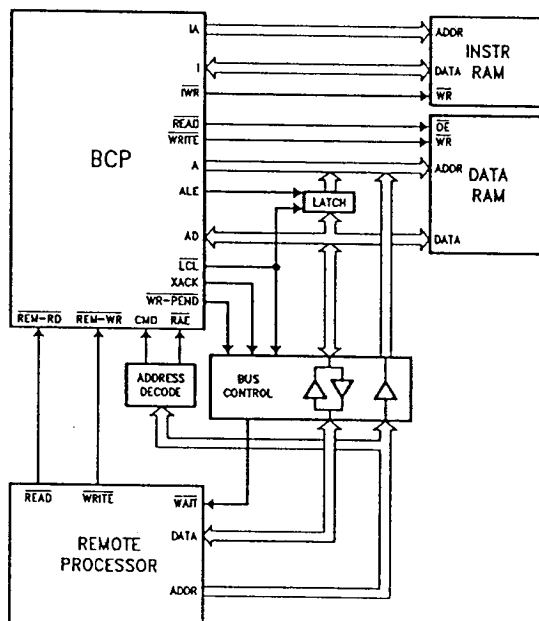 IA
ADDR
INSTR
RAM
I
DATA
IWR
WR
READ
OE
WRITE
WR
BCP
A
ADDR
DATA
RAM
ALE
LATCH
AD
DATA
LCL
XACK
WR-PEND
REM-RD
REM-WR
CMD
RAE
ADDRESS
DECODE
BUS
CONTROL
READ
WRITE
WAIT
DATA
REMOTE
PROCESSOR
ADDR